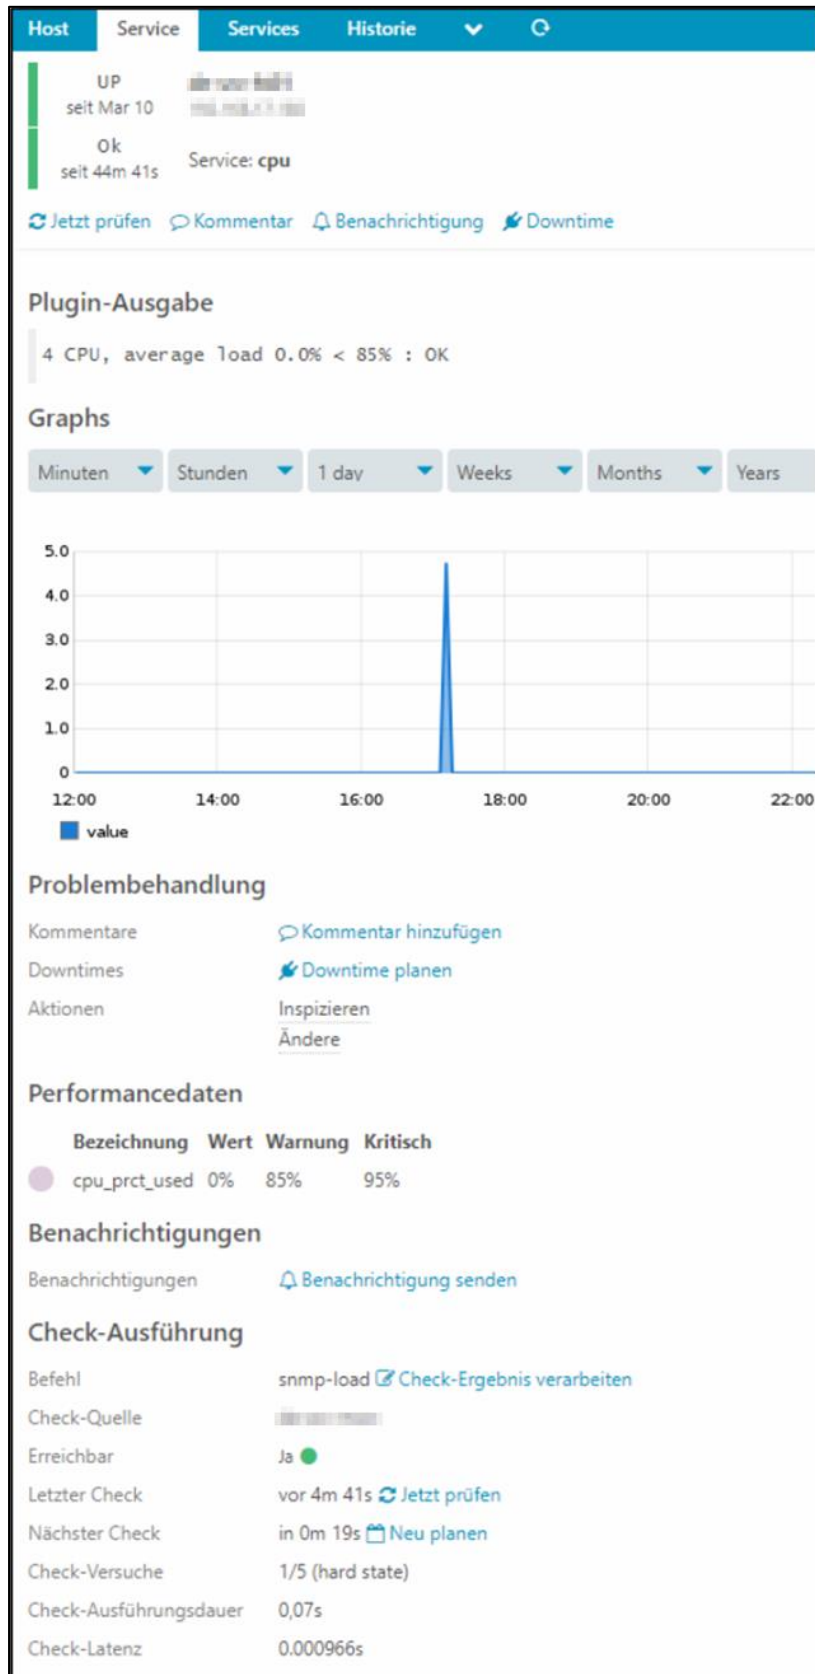 Host Service Services Historie
UP
seit Mar 10
Ok
seit 44m 41s
Service: cpu
Jetzt prüfen Kommentar Benachrichtigung Downtime
Plugin-Ausgabe
4 CPU, average load 0.0% < 85% : OK
Graphs
Minuten Stunden 1 day Weeks Months Years
5.0
4.0
3.0
2.0
1.0
0
12:00 14:00 16:00 18:00 20:00 22:00
value
Problembehandlung
Kommentare Kommentar hinzufügen
Downtimes Downtime planen
Aktionen Inspizieren
Ändere
Performancedaten
Bezeichnung Wert Warnung Kritisch
cpu_prct_used 0% 85% 95%
Benachrichtigungen
Benachrichtigungen Benachrichtigung senden
Check-Ausführung
Befehl snmp-load Check-Ergebnis verarbeiten
Check-Quelle
Erreichbar Ja
Letzter Check vor 4m 41s Jetzt prüfen
Nächster Check in 0m 19s Neu planen
Check-Versuche 1/5 (hard state)
Check-Ausführungsdauer 0,07s
Check-Latenz 0.000966s